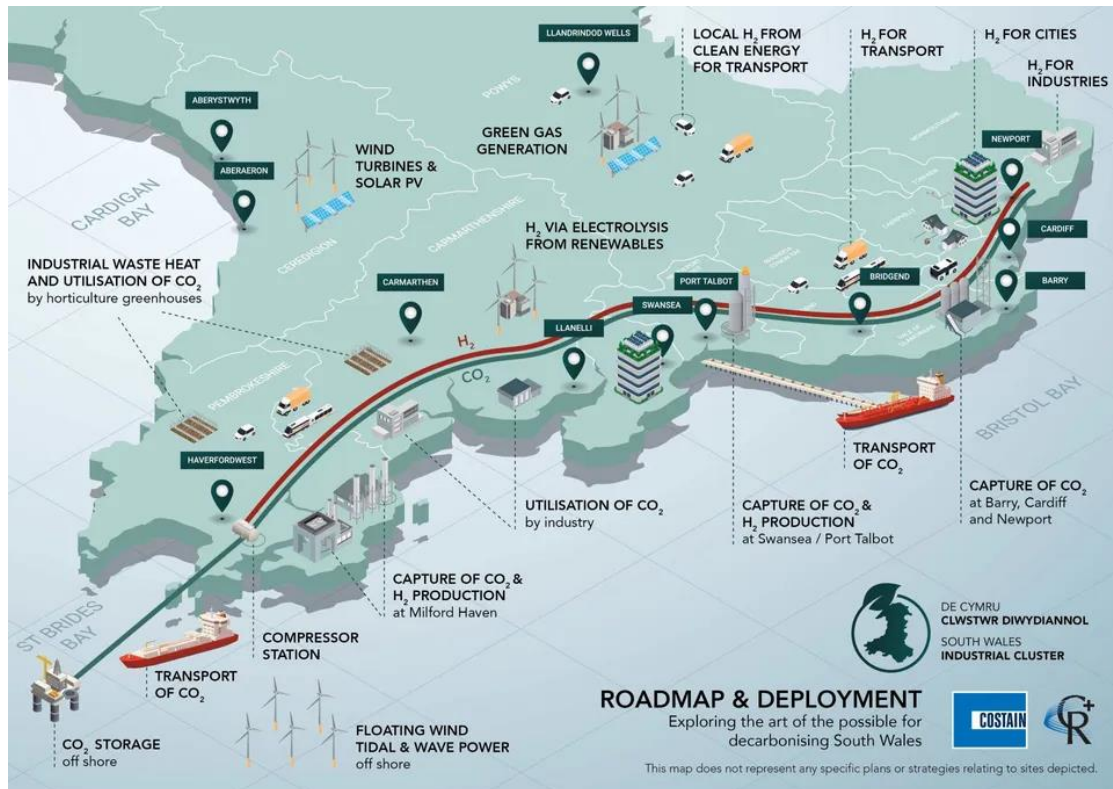 LLANDRINDOD WELLS
LOCAL H₂ FROM
CLEAN ENERGY
FOR TRANSPORT
H₂ FOR
TRANSPORT
H₂ FOR CITIES
H₂ FOR
INDUSTRIES
POWYS
ABERYSTWYTH
WIND
TURBINES &
SOLAR PV
GREEN GAS
GENERATION
NEWPORT
ABERAERON
CARDIGAN
BAY
CEREDIGION
CARMARTHENSHIRE
H₂ VIA ELECTROLYSIS
FROM RENEWABLES
CARDIFF
INDUSTRIAL WASTE HEAT
AND UTILISATION OF CO₂
by horticulture greenhouses
CARMARTHEN
PORT TALBOT
BRIDGEND
BARRY
SWANSEA
LLANELLI
H₂
CO₂
PEMBROKESHIRE
BRISTOL BAY
HAVERFORDWEST
TRANSPORT
OF CO₂
UTILISATION OF CO₂
by industry
CAPTURE OF CO₂ &
H₂ PRODUCTION
at Swansea / Port Talbot
CAPTURE OF CO₂
at Barry, Cardiff
and Newport
CAPTURE OF CO₂ &
H₂ PRODUCTION
at Milford Haven
ST BRIDES
BAY
COMPRESSOR
STATION
TRANSPORT
OF CO₂
CO₂ STORAGE
off shore
FLOATING WIND
TIDAL & WAVE POWER
off shore
DE CYMRU
CLWSTWR DIWYDIANNOL
SOUTH WALES
INDUSTRIAL CLUSTER
ROADMAP & DEPLOYMENT
Exploring the art of the possible for
decarbonising South Wales
COSTAIN
CR+
This map does not represent any specific plans or strategies relating to sites depicted.